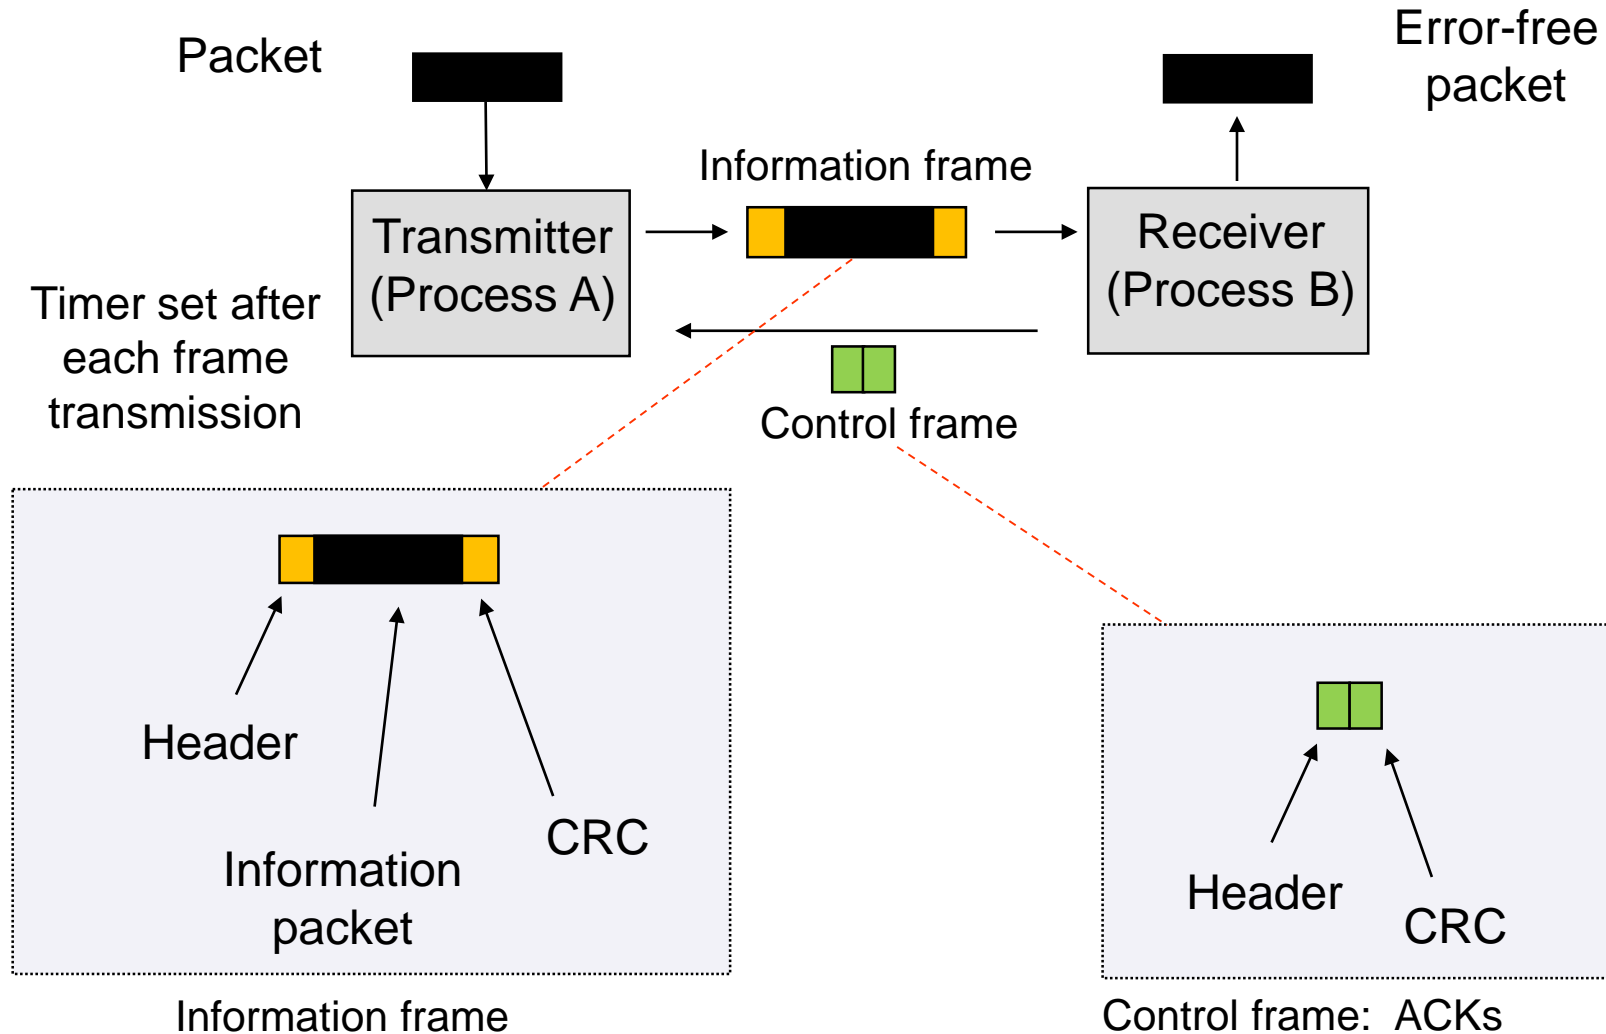 Packet
Error-free
packet
Information frame
Transmitter
(Process A)
Receiver
(Process B)
Timer set after
each frame
transmission
Control frame
Header
Information
packet
CRC
Header
CRC
Information frame
Control frame: ACKs